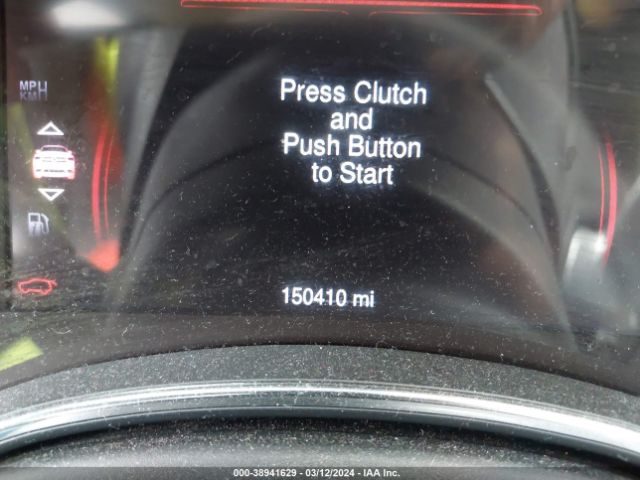 MPH
KMH
Press Clutch
and
Push Button
to Start
150410 mi
000-38941629 - 03/12/2024 - IAA Inc.